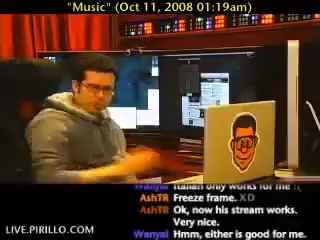 "Music" (Oct 11, 2008 01:19am)
Wanyal Italian only works for me
AshTR Freeze frame. XD
AshTR Ok, now his stream works.
Very nice.
Wanyal Hmm, either is good for me.
LIVE.PIRILLO.COM